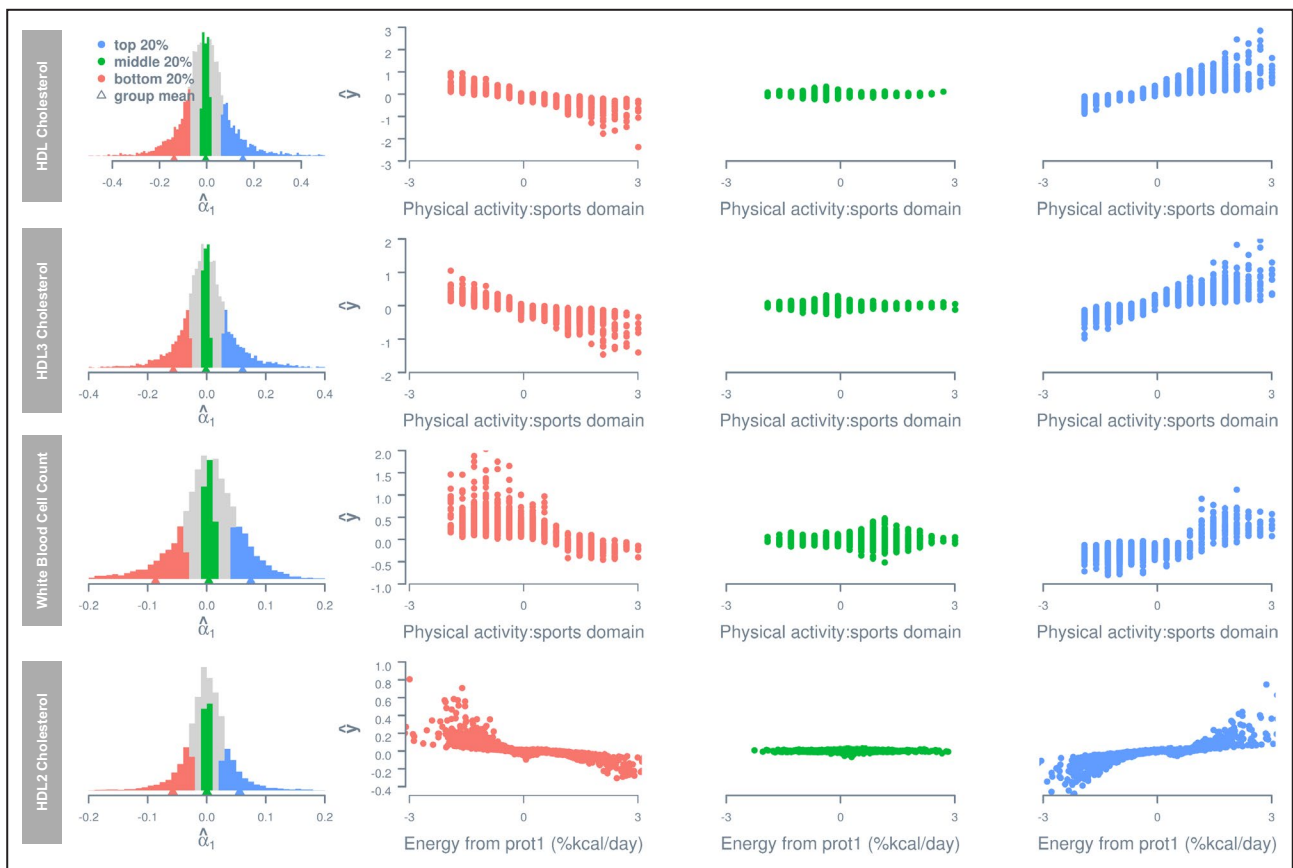 HDL Cholesterol
top 20%
middle 20%
bottom 20%
group mean
-0.4 -0.2 0.0 0.2 0.4
α̂1
ŷ
3
2
1
0
-1
-2
-3
-3 0 3
Physical activity:sports domain
-3 0 3
Physical activity:sports domain
-3 0 3
Physical activity:sports domain
HDL3 Cholesterol
-0.4 -0.2 0.0 0.2 0.4
α̂1
ŷ
2
1
0
-1
-2
-3 0 3
Physical activity:sports domain
-3 0 3
Physical activity:sports domain
-3 0 3
Physical activity:sports domain
White Blood Cell Count
-0.2 -0.1 0.0 0.1 0.2
α̂1
ŷ
2.0
1.5
1.0
0.5
0.0
-0.5
-1.0
-3 0 3
Physical activity:sports domain
-3 0 3
Physical activity:sports domain
-3 0 3
Physical activity:sports domain
HDL2 Cholesterol
-0.2 -0.1 0.0 0.1 0.2
α̂1
ŷ
1.0
0.8
0.6
0.4
0.2
0.0
-0.2
-0.4
-3 0 3
Energy from prot1 (%kcal/day)
-3 0 3
Energy from prot1 (%kcal/day)
-3 0 3
Energy from prot1 (%kcal/day)